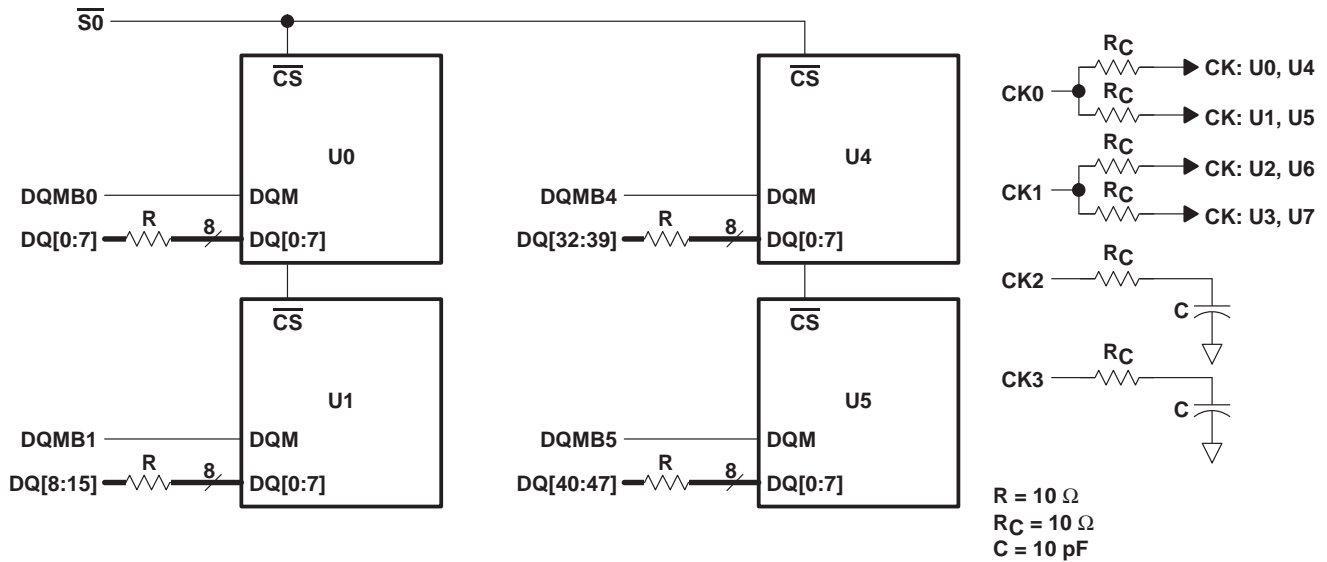 S0
CS
CS
U0
U4
DQMB0
DQM
DQMB4
DQM
DQ[0:7]
R
8
DQ[0:7]
DQ[32:39]
R
8
DQ[0:7]
CS
CS
U1
U5
DQMB1
DQM
DQMB5
DQM
DQ[8:15]
R
8
DQ[0:7]
DQ[40:47]
R
8
DQ[0:7]
CK0
RC
CK: U0, U4
RC
CK: U1, U5
CK1
RC
CK: U2, U6
RC
CK: U3, U7
CK2
RC
C
CK3
RC
C
R = 10 Ω
RC = 10 Ω
C = 10 pF